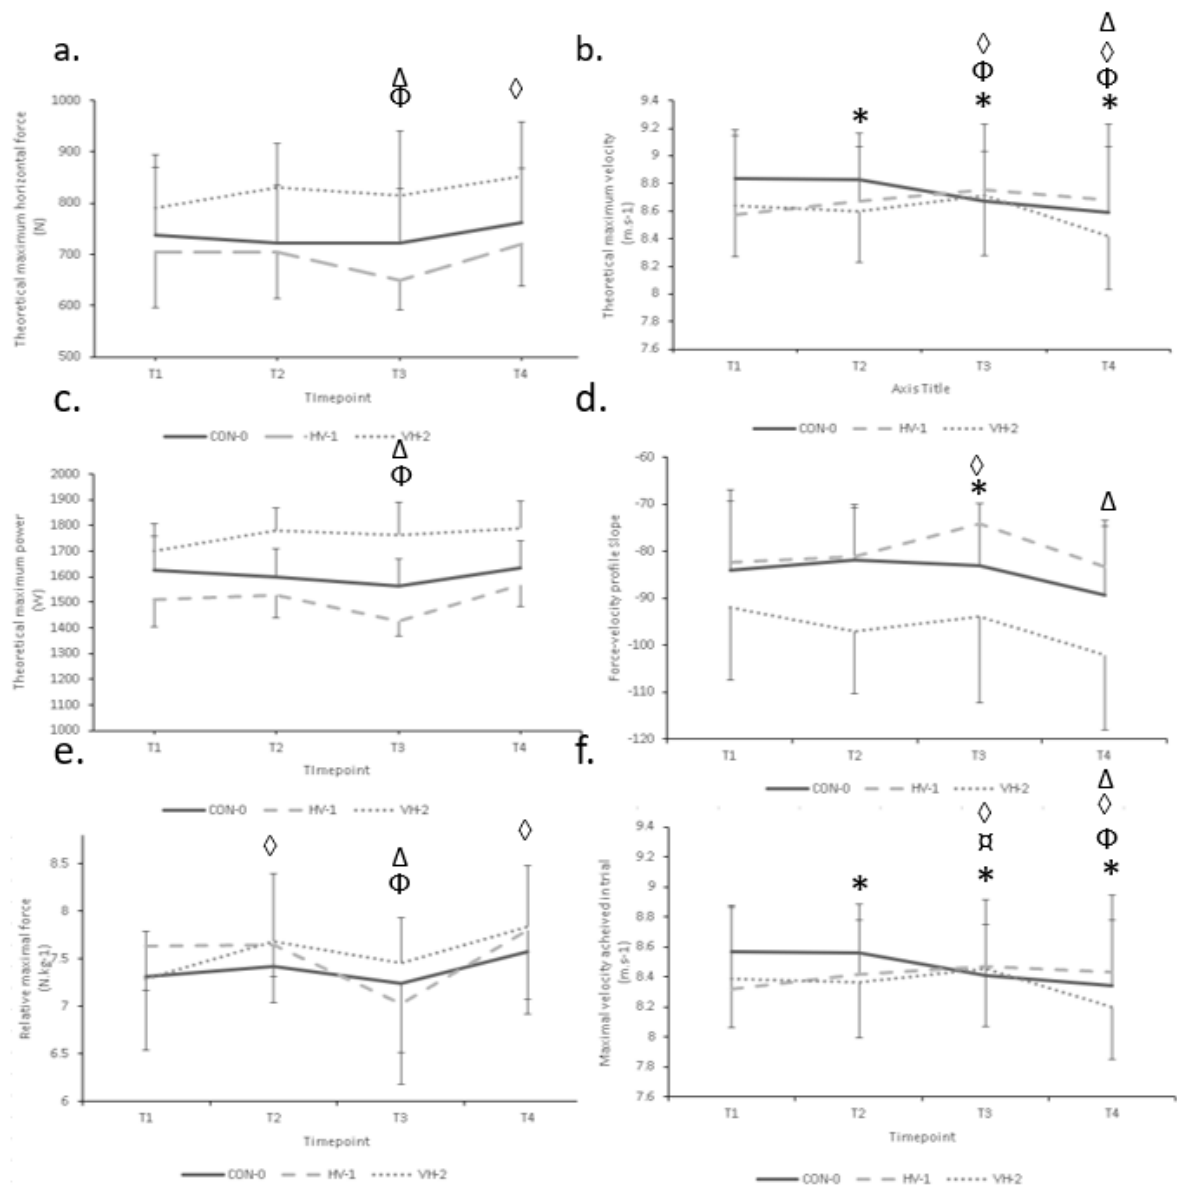 a.
Δ
Φ
◊
1000
900
800
700
600
500
Theoretical maximum horizontal force
(N)
T1
T2
T3
T4
TImepoint
CON-0
HV-1
VH-2
b.
◊
Φ
*
Δ
◊
Φ
*
*
9.4
9.2
9
8.8
8.6
8.4
8.2
8
7.8
7.6
Theoretical maximum velocity
(m.s-1)
T1
T2
T3
T4
Axis Title
CON-0
HV-1
VH-2
c.
Δ
Φ
2000
1900
1800
1700
1600
1500
1400
1300
1200
1100
1000
Theoretical maximum power
(W)
T1
T2
T3
T4
TImepoint
CON-0
HV-1
VH-2
d.
◊
*
Δ
-60
-70
-80
-90
-100
-110
-120
Force-velocity profile Slope
T1
T2
T3
T4
CON-0
HV-1
VH-2
e.
◊
Δ
Φ
◊
8.5
8
7.5
7
6.5
6
Relative maximal force
(N.kg-1)
T1
T2
T3
T4
Timepoint
CON-0
HV-1
VH-2
f.
*
◊
¤
*
Δ
◊
Φ
*
9.4
9.2
9
8.8
8.6
8.4
8.2
8
7.8
7.6
Maximal velocity acheived in trial
(m.s-1)
T1
T2
T3
T4
Timepoint
CON-0
HV-1
VH-2